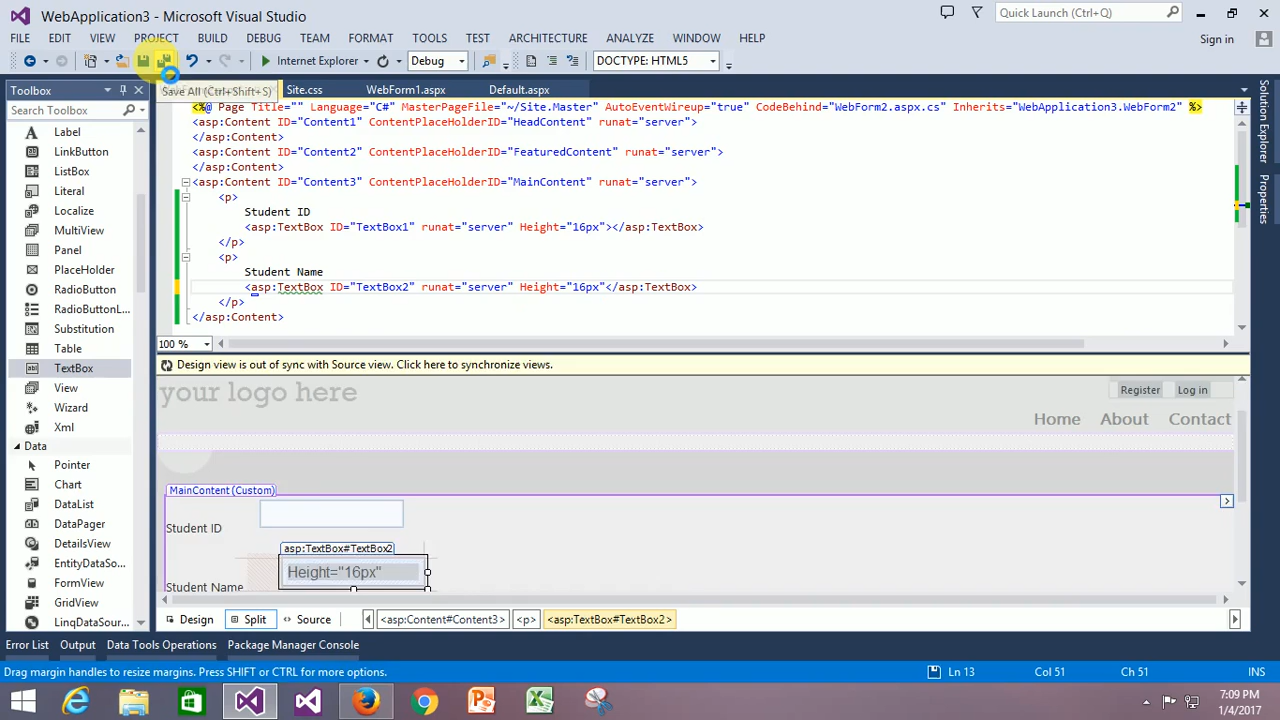 WebApplication3 - Microsoft Visual Studio
Quick Launch (Ctrl+Q)
FILE EDIT VIEW PROJECT BUILD DEBUG TEAM FORMAT TOOLS TEST ARCHITECTURE ANALYZE WINDOW HELP
Sign in
Internet Explorer Debug DOCTYPE: HTML5
Toolbox
Save All (Ctrl+Shift+S)
Site.css WebForm1.aspx Default.aspx
Search Toolbox
Label
LinkButton
ListBox
Literal
Localize
MultiView
Panel
PlaceHolder
RadioButton
RadioButtonL...
Substitution
Table
TextBox
View
Wizard
Xml
Data
Pointer
Chart
DataList
DataPager
DetailsView
EntityDataSo...
FormView
GridView
LinqDataSour...
<%@ Page Title="" Language="C#" MasterPageFile="~/Site.Master" AutoEventWireup="true" CodeBehind="WebForm2.aspx.cs" Inherits="WebApplication3.WebForm2" %>
<asp:Content ID="Content1" ContentPlaceHolderID="HeadContent" runat="server">
</asp:Content>
<asp:Content ID="Content2" ContentPlaceHolderID="FeaturedContent" runat="server">
</asp:Content>
<asp:Content ID="Content3" ContentPlaceHolderID="MainContent" runat="server">
<p>
Student ID
<asp:TextBox ID="TextBox1" runat="server" Height="16px"></asp:TextBox>
</p>
<p>
Student Name
<asp:TextBox ID="TextBox2" runat="server" Height="16px"</asp:TextBox>
</p>
</asp:Content>
100 %
Design view is out of sync with Source view. Click here to synchronize views.
your logo here
Register Log in
Home About Contact
MainContent (Custom)
Student ID
asp:TextBox#TextBox2
Height="16px"
Student Name
Design Split Source <asp:Content#Content3> <p> <asp:TextBox#TextBox2>
Solution Explorer
Properties
Error List Output Data Tools Operations Package Manager Console
Drag margin handles to resize margins. Press SHIFT or CTRL for more options. Ln 13 Col 51 Ch 51 INS
7:09 PM
1/4/2017